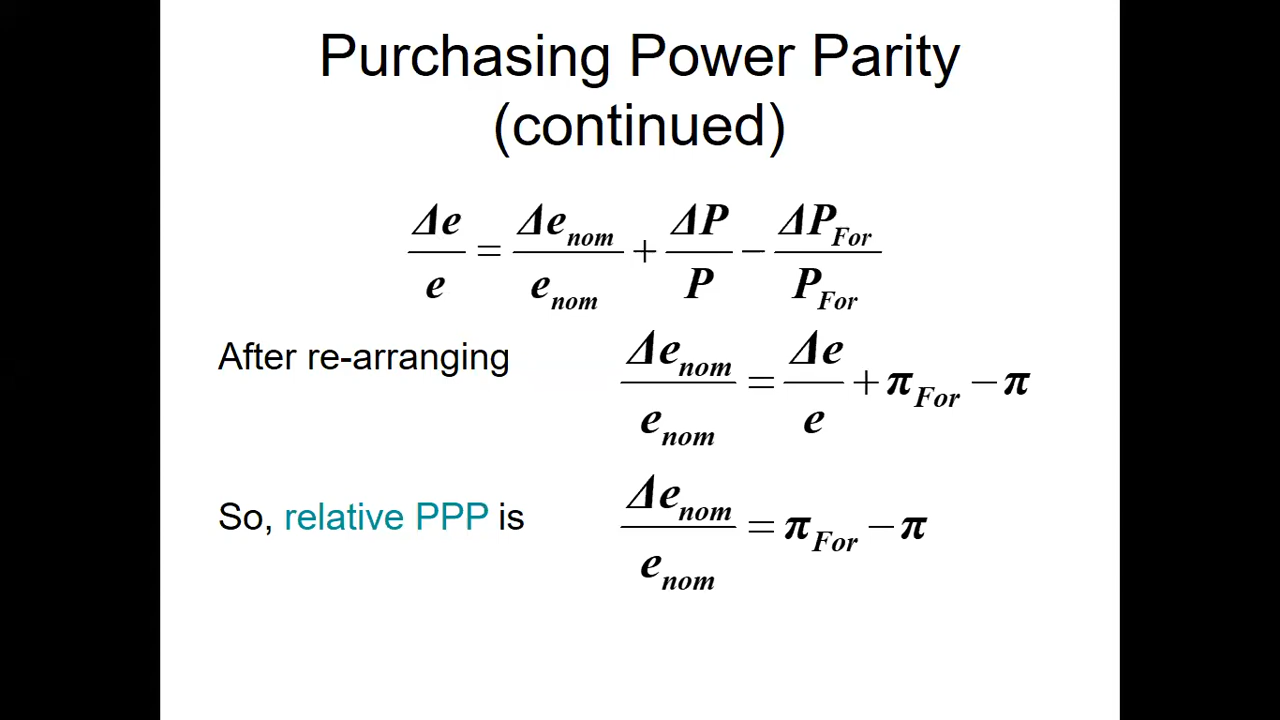 Purchasing Power Parity
(continued)
Δe/e = Δe_nom/e_nom + ΔP/P − ΔP_For/P_For
After re-arranging Δe_nom/e_nom = Δe/e + π_For − π
So, relative PPP is Δe_nom/e_nom = π_For − π